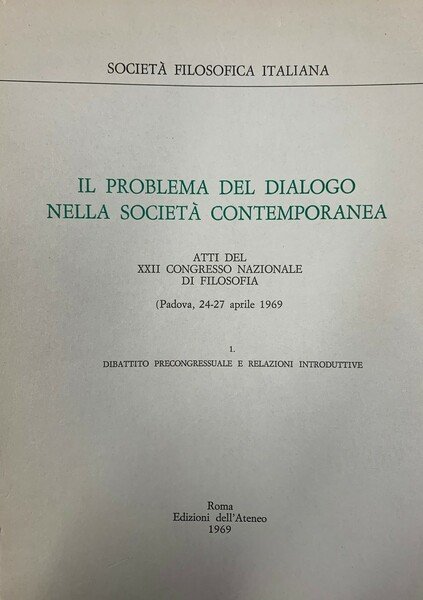 SOCIETÀ FILOSOFICA ITALIANA
IL PROBLEMA DEL DIALOGO
NELLA SOCIETÀ CONTEMPORANEA
ATTI DEL
XXII CONGRESSO NAZIONALE
DI FILOSOFIA
(Padova, 24-27 aprile 1969
1.
DIBATTITO PRECONGRESSUALE E RELAZIONI INTRODUTTIVE
Roma
Edizioni dell'Ateneo
1969